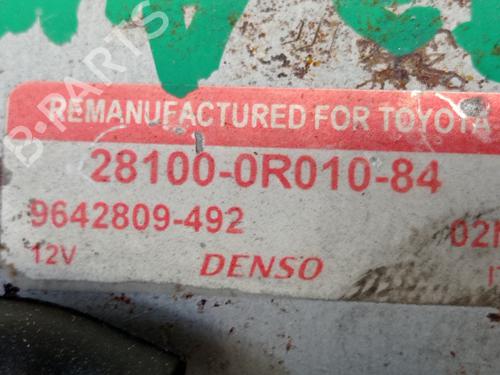 REMANUFACTURED FOR TOYOTA
28100-0R010-84
9642809-492
12V
DENSO
B-PARTS